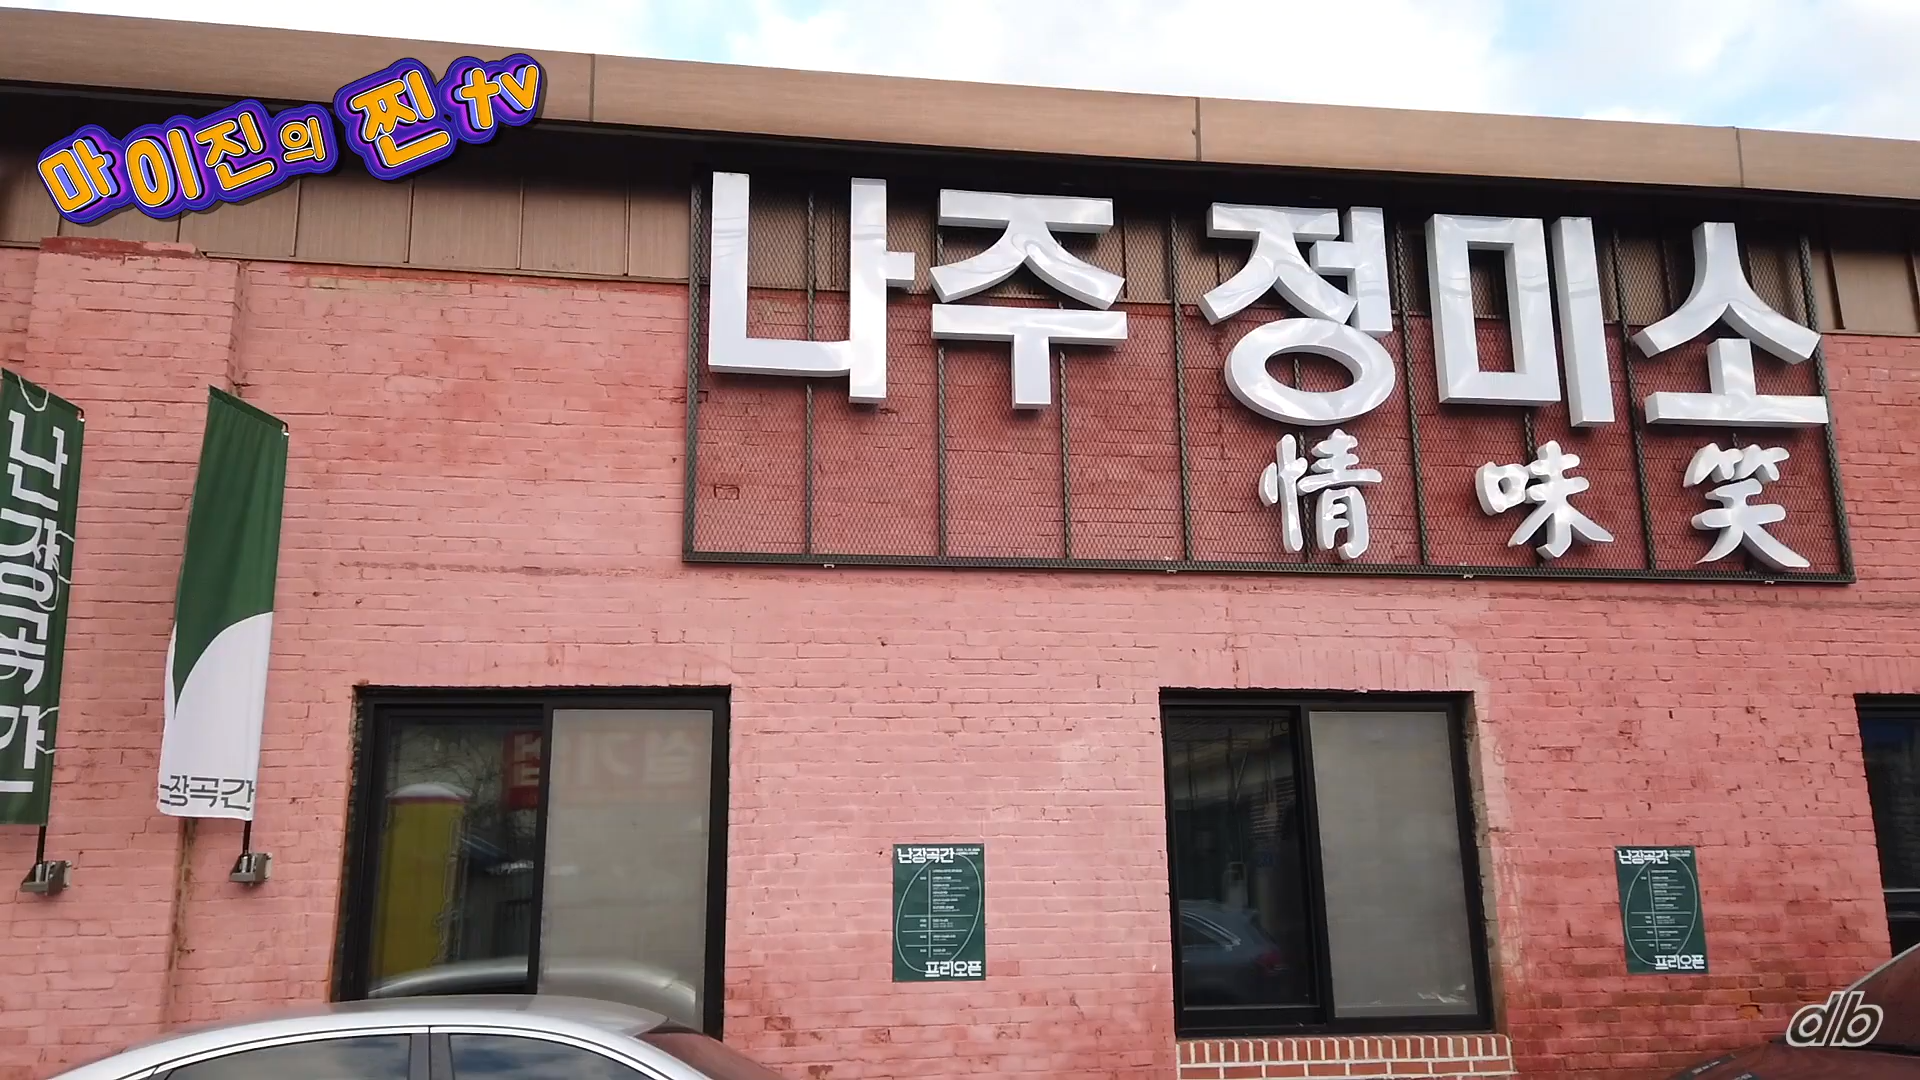 마이진의 찐 tv
나주 정미소
情 味 笑
난장곡간
장곡간
난장곡간
프리오픈
난장곡간
프리오픈
db